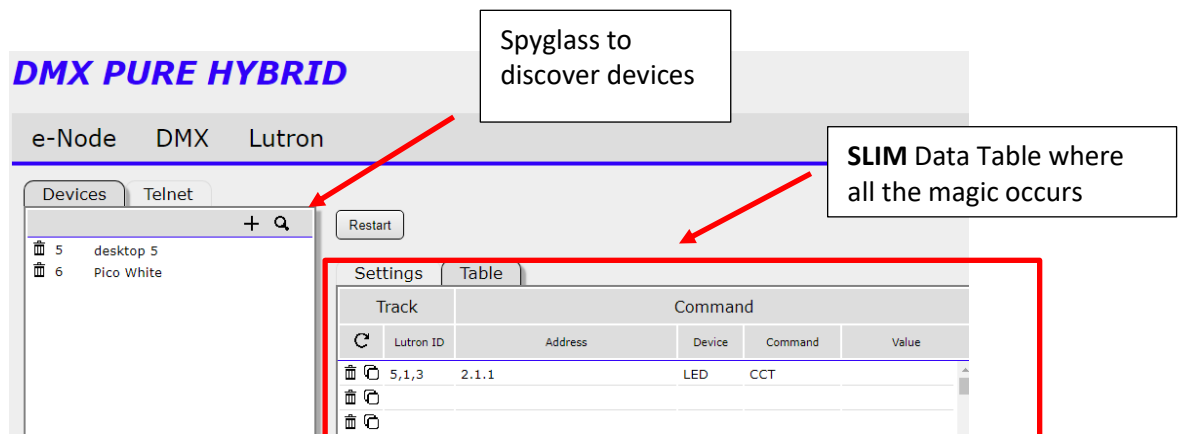 Spyglass to
discover devices
DMX PURE HYBRID
e-Node DMX Lutron
SLIM Data Table where
all the magic occurs
Devices Telnet
Restart
5 desktop 5
6 Pico White
Settings Table
Track Command
Lutron ID Address Device Command Value
5,1,3 2.1.1 LED CCT